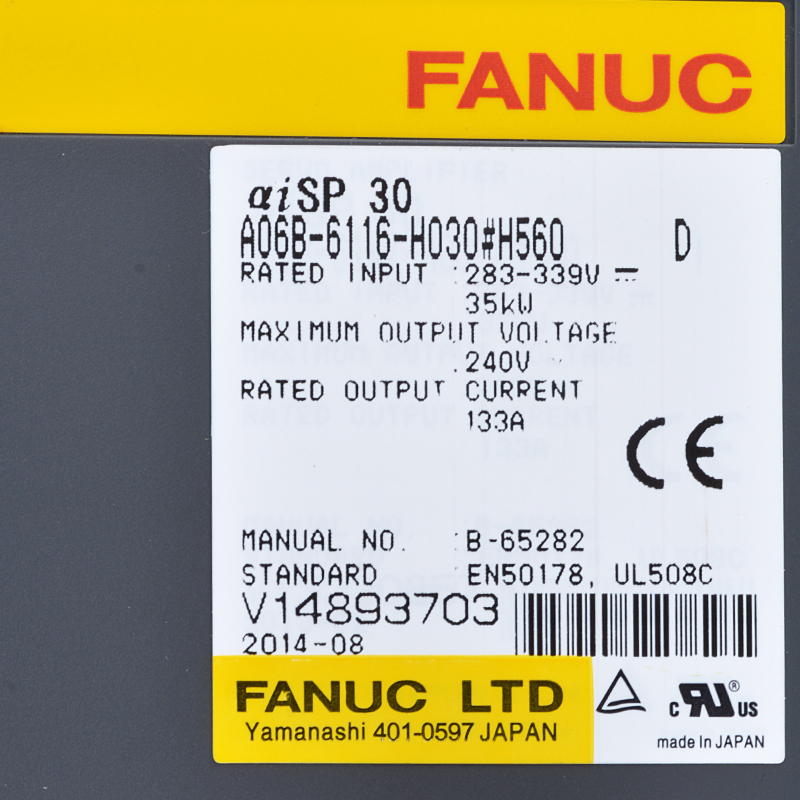 FANUC
αiSP 30
A06B-6116-H030#H560 D
RATED INPUT :283-339V ⎓
35kW
MAXIMUM OUTPUT VOLTAGE
:240V ~
RATED OUTPUT CURRENT
:133A
CE
MANUAL NO. :B-65282
STANDARD :EN50178, UL508C
V14893703
2014-08
FANUC LTD
Yamanashi 401-0597 JAPAN
c RU ® US
made In JAPAN